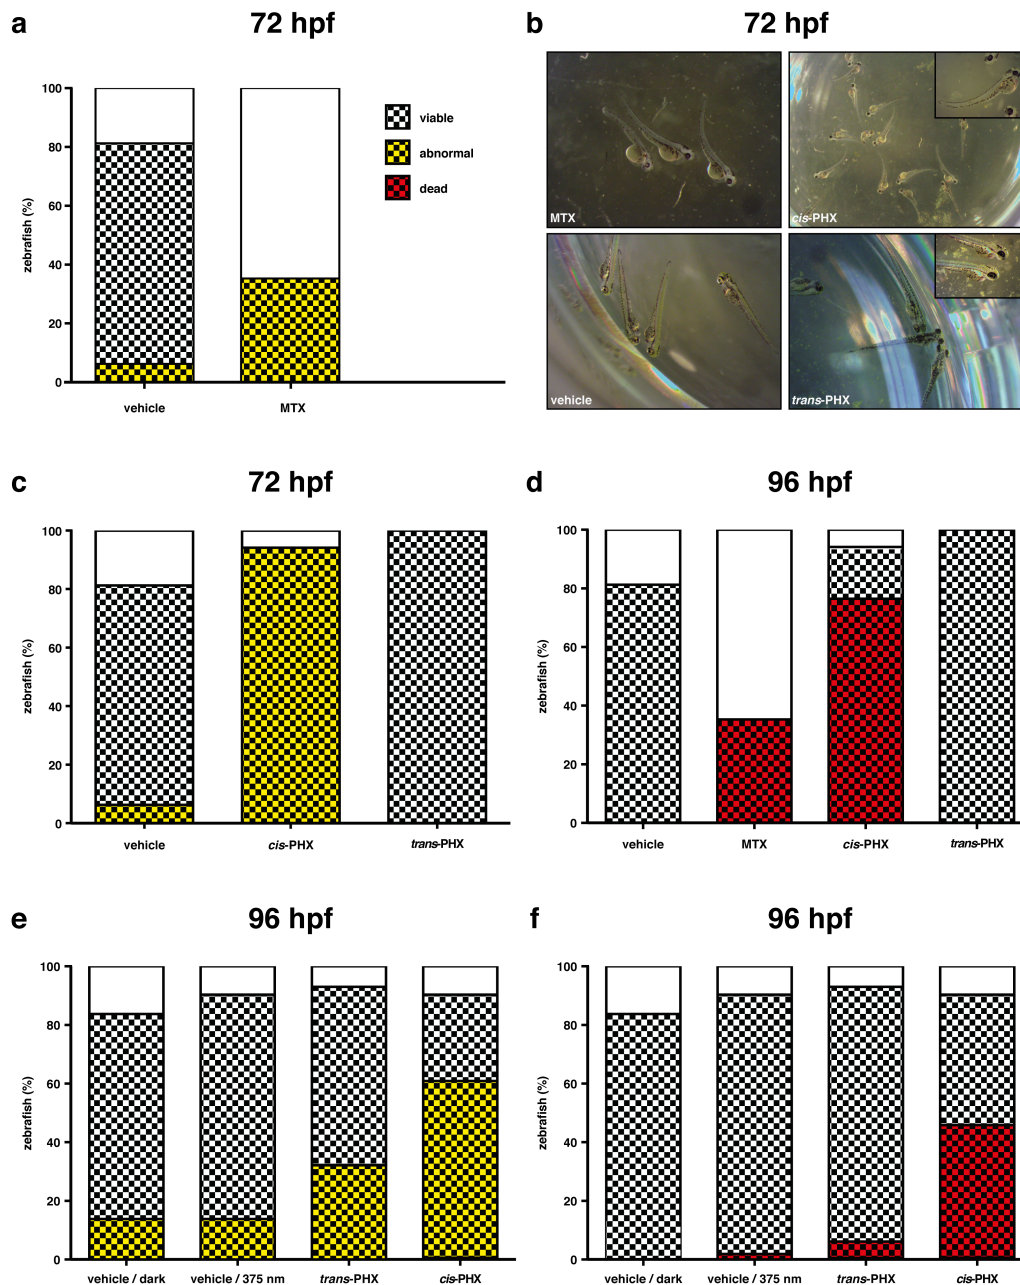 a
72 hpf
100
80
60
40
20
0
zebrafish (%)
vehicle
MTX
viable
abnormal
dead
b
72 hpf
MTX
cis-PHX
vehicle
trans-PHX
c
72 hpf
100
80
60
40
20
0
zebrafish (%)
vehicle
cis-PHX
trans-PHX
d
96 hpf
100
80
60
40
20
0
zebrafish (%)
vehicle
MTX
cis-PHX
trans-PHX
e
96 hpf
100
80
60
40
20
0
zebrafish (%)
vehicle / dark
vehicle / 375 nm
trans-PHX
cis-PHX
f
96 hpf
100
80
60
40
20
0
zebrafish (%)
vehicle / dark
vehicle / 375 nm
trans-PHX
cis-PHX